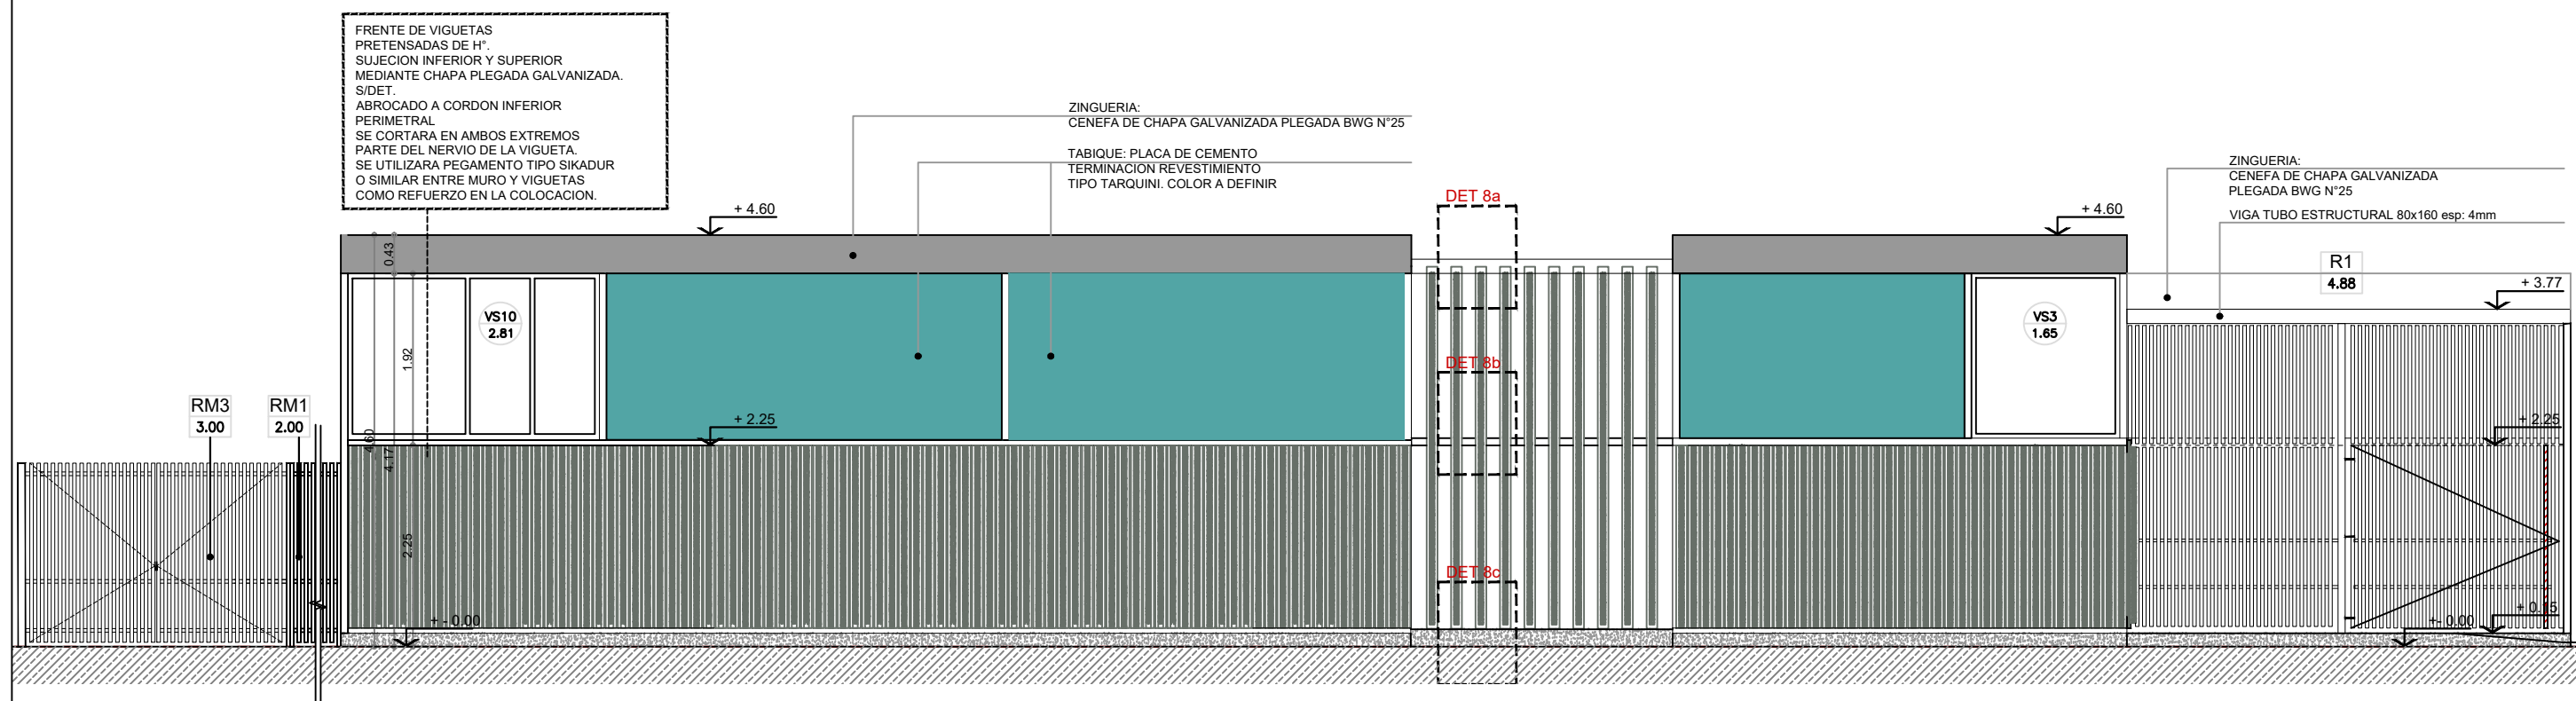 FRENTE DE VIGUETAS
PRETENSADAS DE H°.
SUJECION INFERIOR Y SUPERIOR
MEDIANTE CHAPA PLEGADA GALVANIZADA.
S/DET.
ABROCADO A CORDON INFERIOR
PERIMETRAL
SE CORTARA EN AMBOS EXTREMOS
PARTE DEL NERVIO DE LA VIGUETA.
SE UTILIZARA PEGAMENTO TIPO SIKADUR
O SIMILAR ENTRE MURO Y VIGUETAS
COMO REFUERZO EN LA COLOCACION.
ZINGUERIA:
CENEFA DE CHAPA GALVANIZADA PLEGADA BWG N°25
TABIQUE: PLACA DE CEMENTO
TERMINACION REVESTIMIENTO
TIPO TARQUINI. COLOR A DEFINIR
ZINGUERIA:
CENEFA DE CHAPA GALVANIZADA
PLEGADA BWG N°25
VIGA TUBO ESTRUCTURAL 80x160 esp: 4mm
+ 4.60
DET 8a
+ 4.60
R1
4.88
+ 3.77
0.43
VS10
2.81
VS3
1.65
1.92
DET 8b
RM3
3.00
RM1
2.00
+ 2.25
+ 2.25
4.60
4.17
2.25
DET 8c
+ - 0.00
+- 0.00
+ 0.15